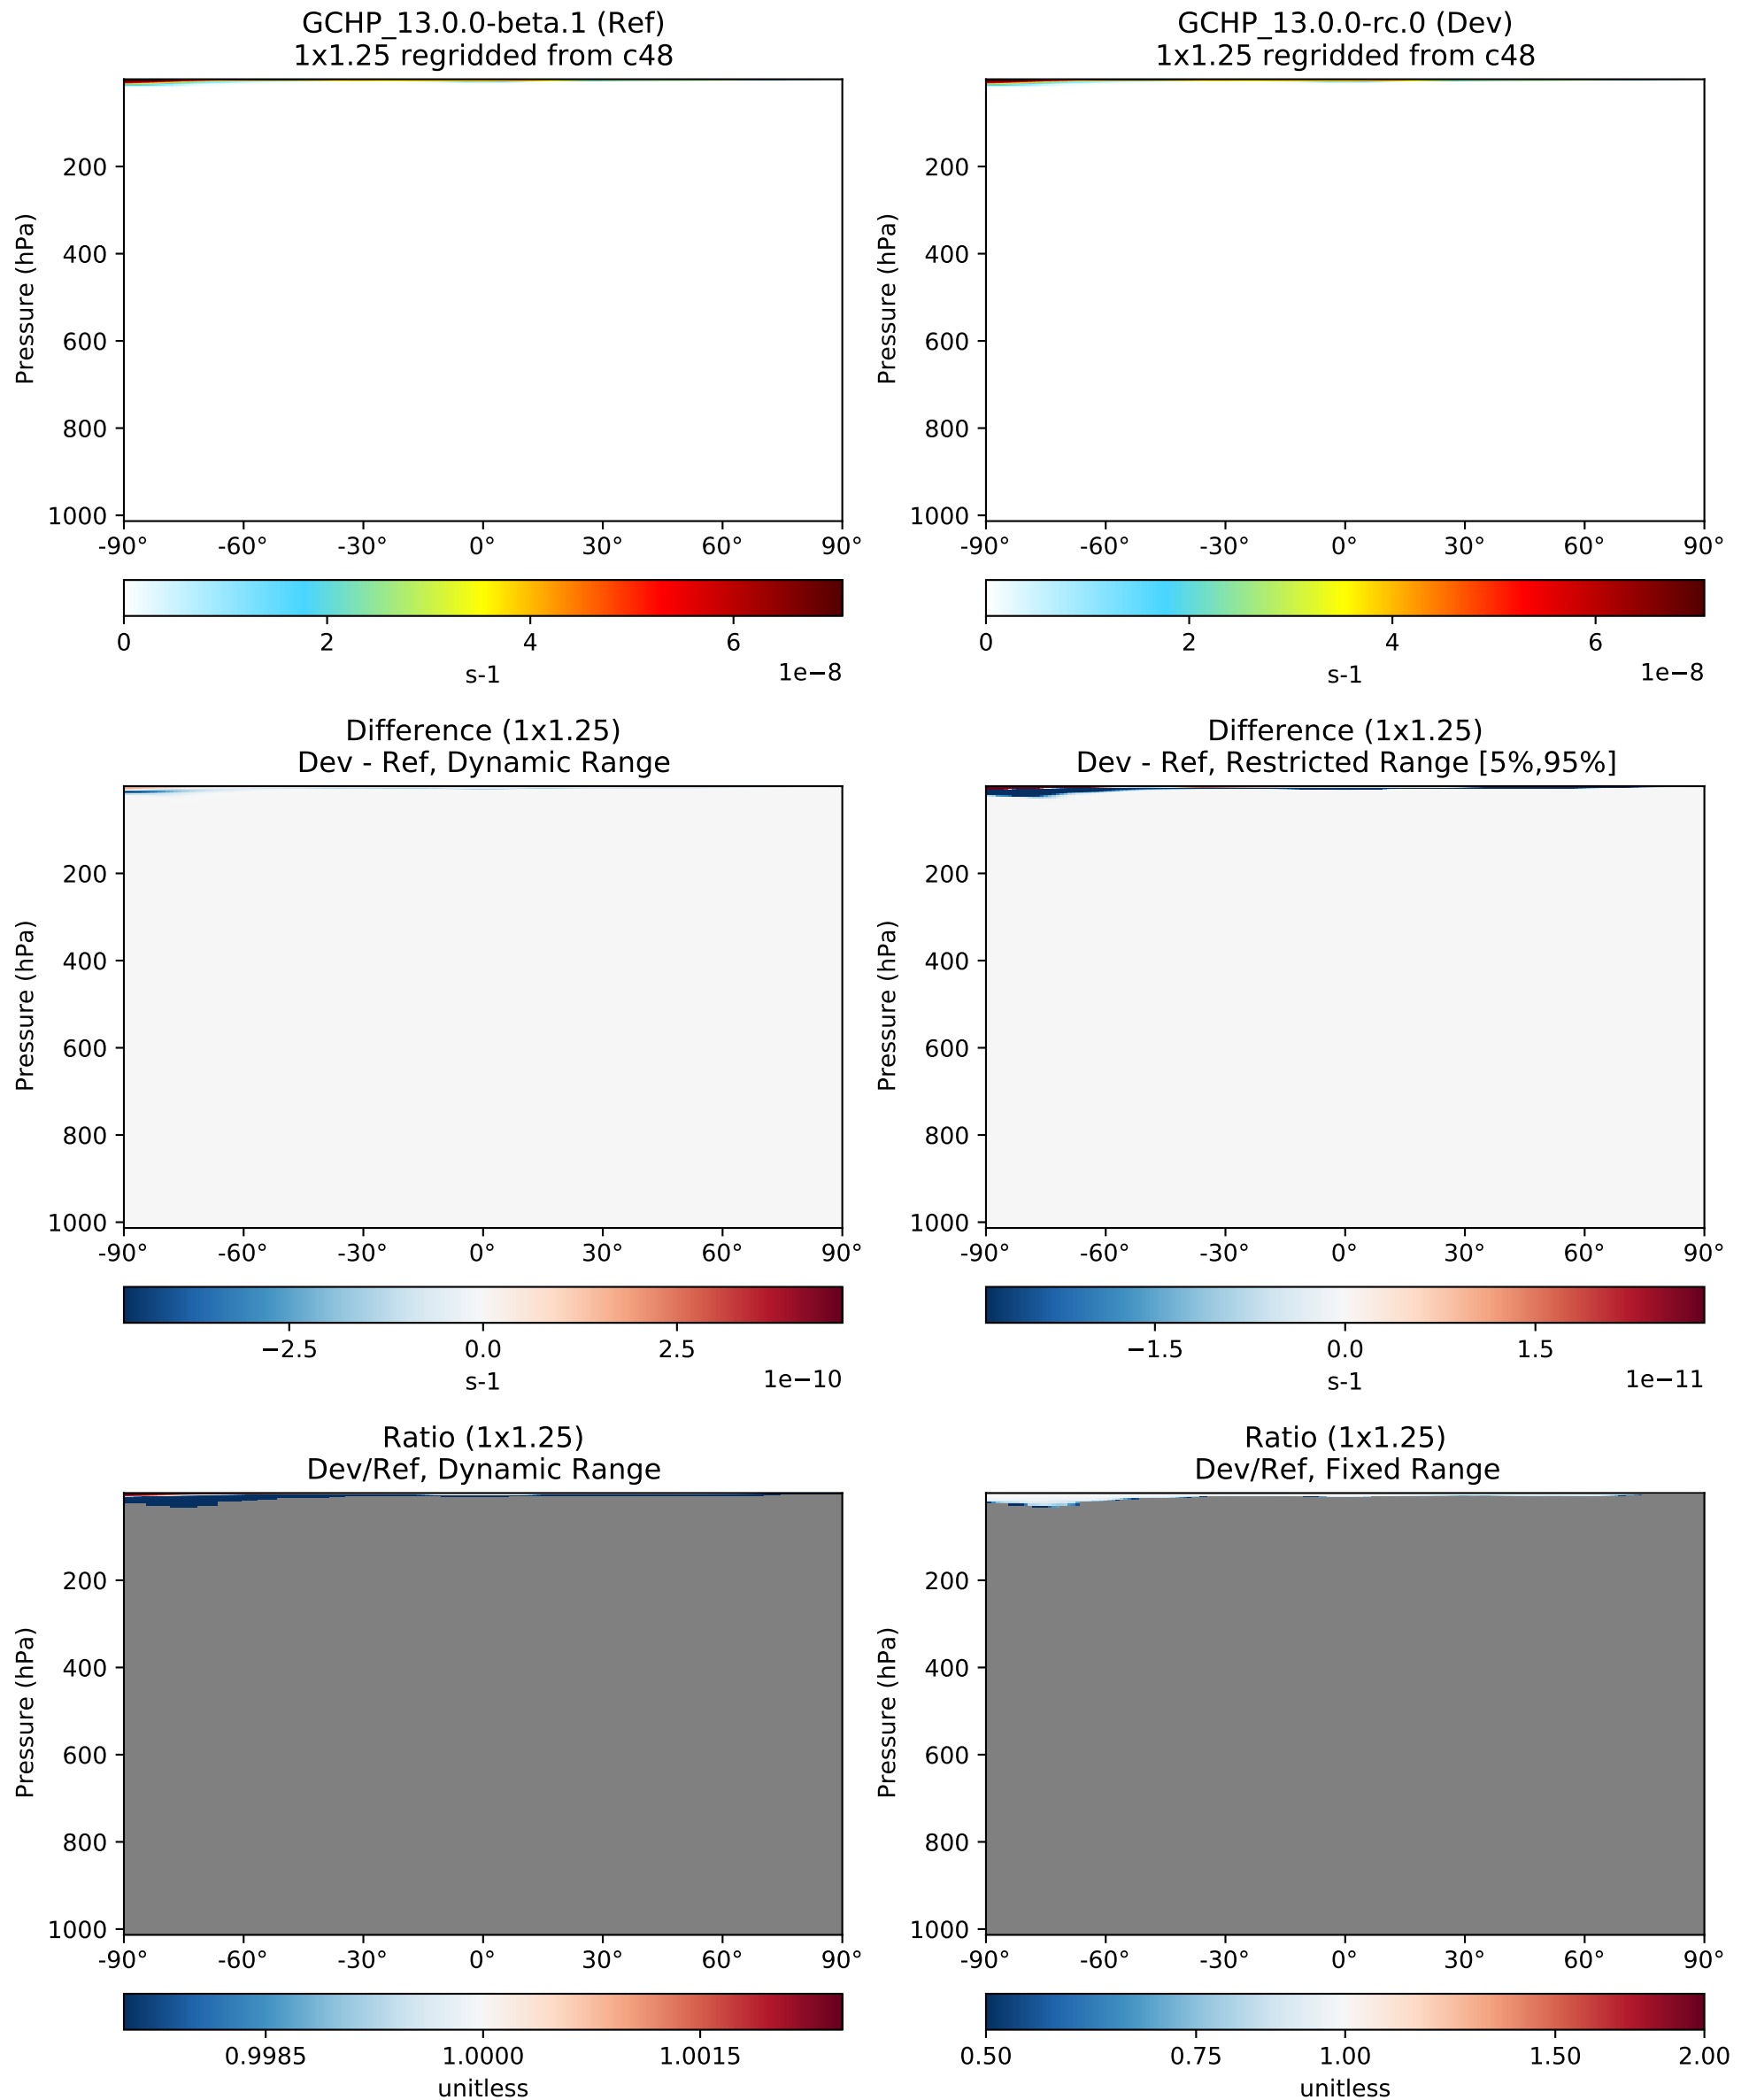 GCHP_13.0.0-beta.1 (Ref)
1x1.25 regridded from c48
Pressure (hPa)
200
400
600
800
1000
-90° -60° -30° 0° 30° 60° 90°
0 2 4 6
s-1
1e−8
GCHP_13.0.0-rc.0 (Dev)
1x1.25 regridded from c48
Pressure (hPa)
200
400
600
800
1000
-90° -60° -30° 0° 30° 60° 90°
0 2 4 6
s-1
1e−8
Difference (1x1.25)
Dev - Ref, Dynamic Range
Pressure (hPa)
200
400
600
800
1000
-90° -60° -30° 0° 30° 60° 90°
−2.5 0.0 2.5
s-1
1e−10
Difference (1x1.25)
Dev - Ref, Restricted Range [5%,95%]
Pressure (hPa)
200
400
600
800
1000
-90° -60° -30° 0° 30° 60° 90°
−1.5 0.0 1.5
s-1
1e−11
Ratio (1x1.25)
Dev/Ref, Dynamic Range
Pressure (hPa)
200
400
600
800
1000
-90° -60° -30° 0° 30° 60° 90°
0.9985 1.0000 1.0015
unitless
Ratio (1x1.25)
Dev/Ref, Fixed Range
Pressure (hPa)
200
400
600
800
1000
-90° -60° -30° 0° 30° 60° 90°
0.50 0.75 1.00 1.50 2.00
unitless